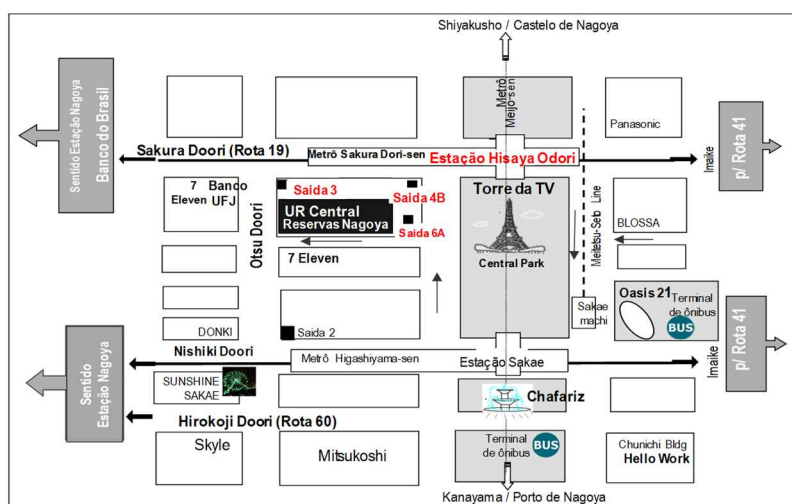 Shiyakusho / Castelo de Nagoya
Sentido Estação Nagoya
Banco do Brasil
Metrô
Meijo-sen
Panasonic
Imaike
p/ Rota 41
Sakura Doori (Rota 19)
Metrô Sakura Dori-sen
Estação Hisaya Odori
7
Eleven
Banco
UFJ
Otsu Doori
Saida 3
Saida 4B
UR Central
Reservas Nagoya
Saida 6A
Torre da TV
Central Park
Meitetsu-Seto Line
BLOSSA
7 Eleven
Oasis 21
Terminal
de ônibus
BUS
Sakae
machi
DONKI
Saida 2
Nishiki Doori
Metrô Higashiyama-sen
Estação Sakae
Imaike
p/ Rota 41
Sentido
Estação Nagoya
SUNSHINE
SAKAE
Chafariz
Hirokoji Doori (Rota 60)
Skyle
Mitsukoshi
Terminal
de ônibus
BUS
Chunichi Bldg
Hello Work
Kanayama / Porto de Nagoya